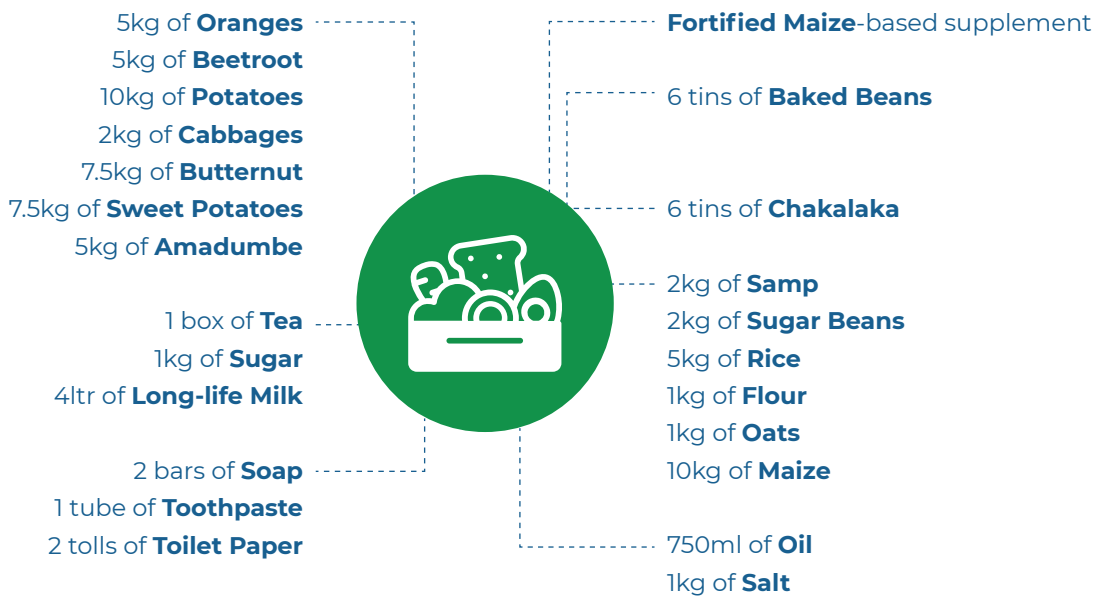 5kg of Oranges
5kg of Beetroot
10kg of Potatoes
2kg of Cabbages
7.5kg of Butternut
7.5kg of Sweet Potatoes
5kg of Amadumbe
1 box of Tea
1kg of Sugar
4ltr of Long-life Milk
2 bars of Soap
1 tube of Toothpaste
2 tolls of Toilet Paper
Fortified Maize-based supplement
6 tins of Baked Beans
6 tins of Chakalaka
2kg of Samp
2kg of Sugar Beans
5kg of Rice
1kg of Flour
1kg of Oats
10kg of Maize
750ml of Oil
1kg of Salt